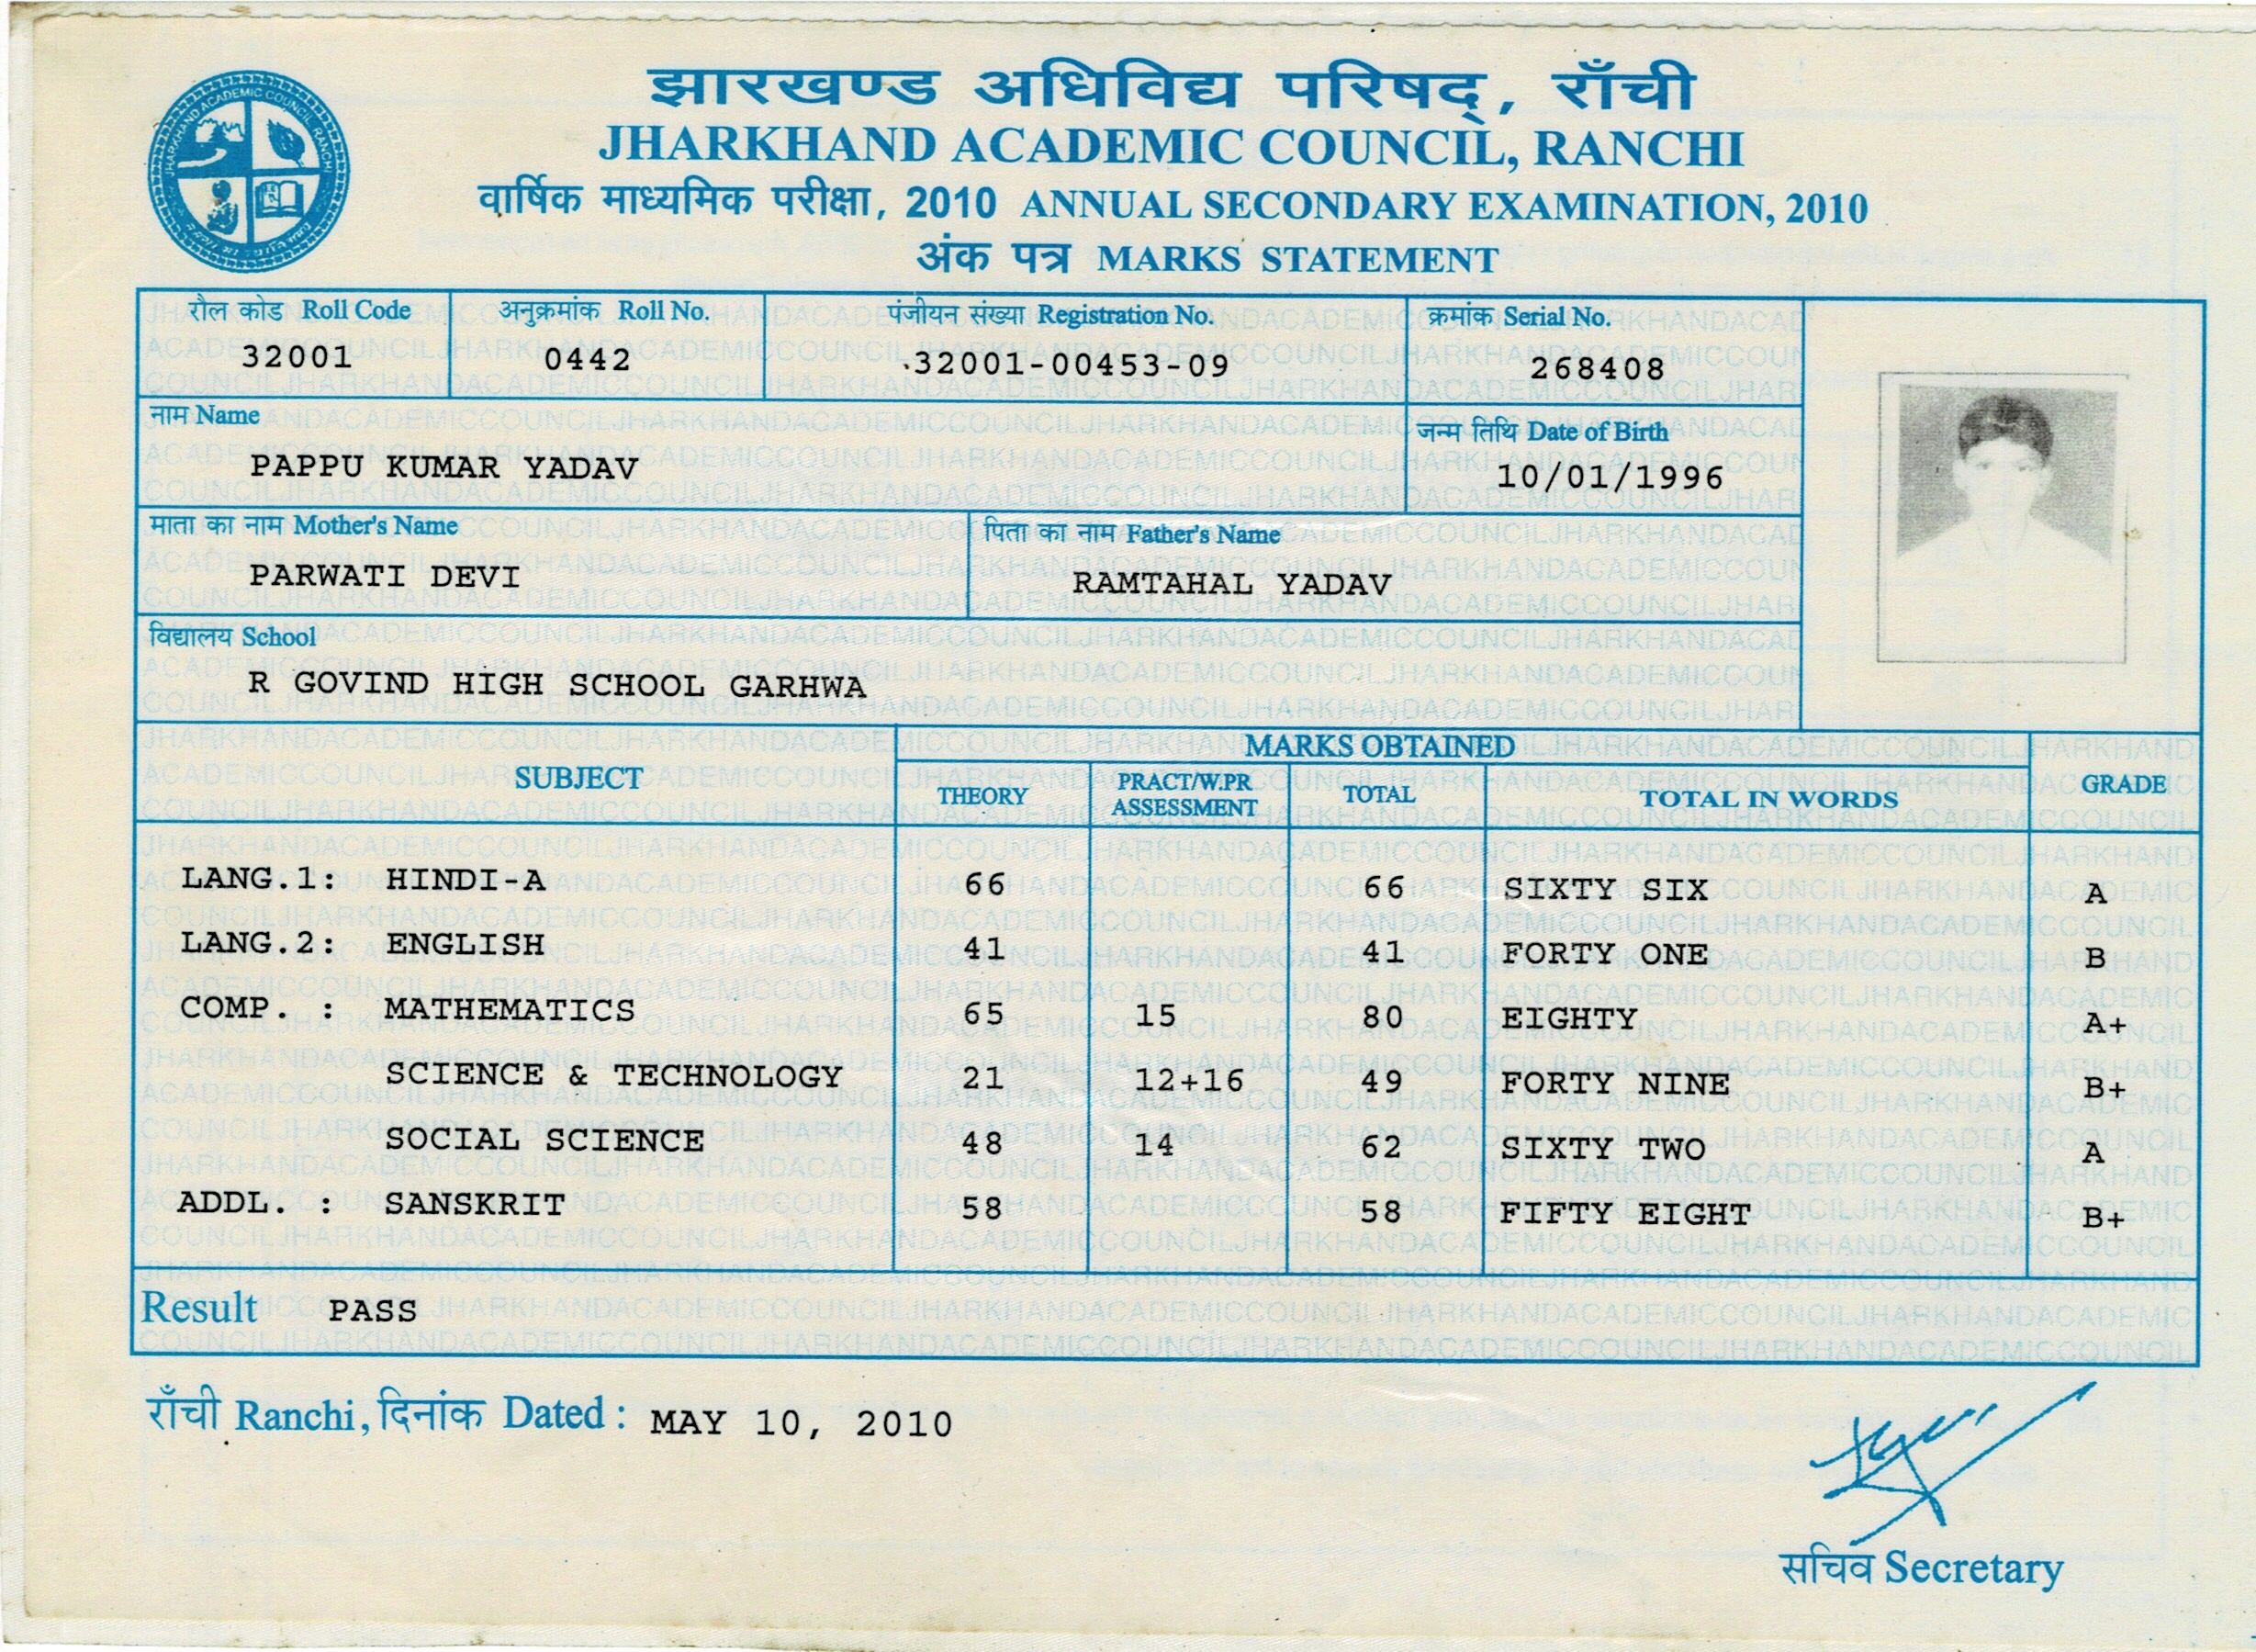 झारखण्ड अधिविद्य परिषद्, राँची
JHARKHAND ACADEMIC COUNCIL, RANCHI
वार्षिक माध्यमिक परीक्षा, 2010 ANNUAL SECONDARY EXAMINATION, 2010
अंक पत्र MARKS STATEMENT
JHARKHAND ACADEMIC COUNCIL, RANCHI
रौल कोड Roll Code अनुक्रमांक Roll No. पंजीयन संख्या Registration No. क्रमांक Serial No.
32001 0442 32001-00453-09 268408
नाम Name जन्म तिथि Date of Birth
PAPPU KUMAR YADAV 10/01/1996
माता का नाम Mother's Name पिता का नाम Father's Name
PARWATI DEVI RAMTAHAL YADAV
विद्यालय School
R GOVIND HIGH SCHOOL GARHWA
MARKS OBTAINED
SUBJECT THEORY PRACT/W.PR ASSESSMENT TOTAL TOTAL IN WORDS GRADE
LANG.1: HINDI-A 66 66 SIXTY SIX A
LANG.2: ENGLISH 41 41 FORTY ONE B
COMP. : MATHEMATICS 65 15 80 EIGHTY A+
SCIENCE & TECHNOLOGY 21 12+16 49 FORTY NINE B+
SOCIAL SCIENCE 48 14 62 SIXTY TWO A
ADDL. : SANSKRIT 58 58 FIFTY EIGHT B+
Result PASS
राँची Ranchi, दिनांक Dated : MAY 10, 2010
सचिव Secretary